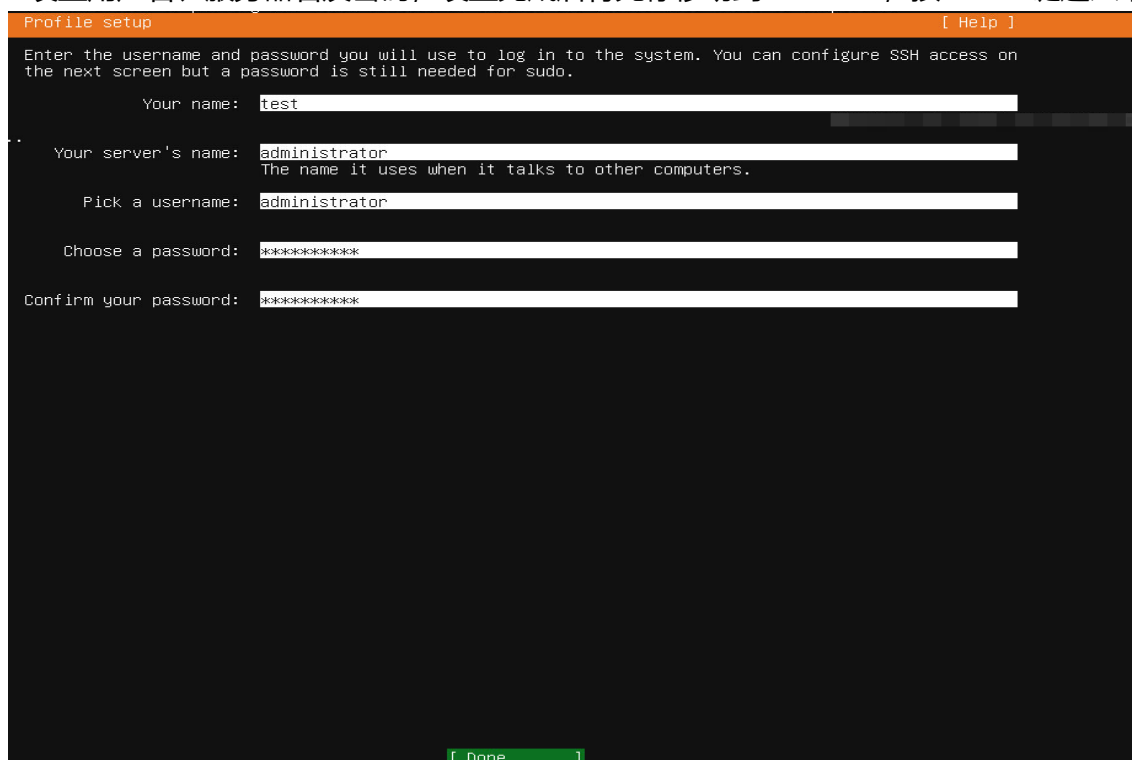 Profile setup [ Help ]
Enter the username and password you will use to log in to the system. You can configure SSH access on
the next screen but a password is still needed for sudo.
Your name: test
Your server's name: administrator
The name it uses when it talks to other computers.
Pick a username: administrator
Choose a password: **********
Confirm your password: **********
[ Done ]